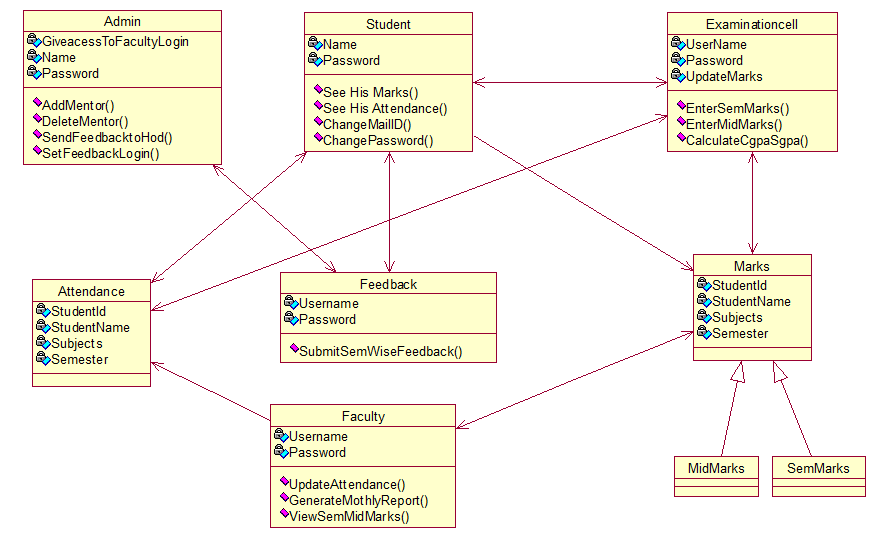 Admin
GiveacessToFacultyLogin
Name
Password
AddMentor()
DeleteMentor()
SendFeedbacktoHod()
SetFeedbackLogin()
Student
Name
Password
See His Marks()
See His Attendance()
ChangeMailID()
ChangePassword()
Examinationcell
UserName
Password
UpdateMarks
EnterSemMarks()
EnterMidMarks()
CalculateCgpaSgpa()
Attendance
StudentId
StudentName
Subjects
Semester
Feedback
Username
Password
SubmitSemWiseFeedback()
Marks
StudentId
StudentName
Subjects
Semester
Faculty
Username
Password
UpdateAttendance()
GenerateMothlyReport()
ViewSemMidMarks()
MidMarks
SemMarks